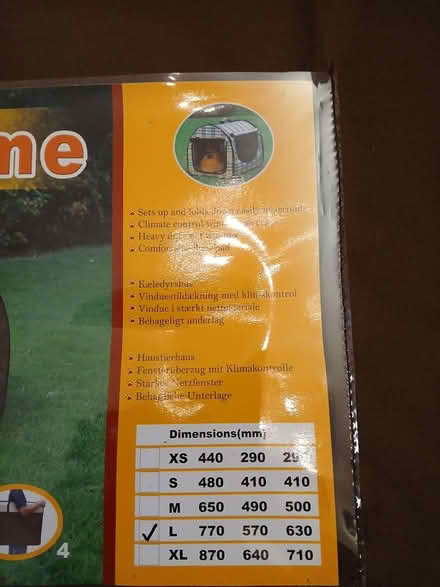 me
Sets up and folds down easily
Climate control
Heavy
Kæledyrshus
Vinduestildækning med klimakontrol
Vindue i stærkt netmateriale
Behageligt underlag
Haustierhaus
Fensterüberzug mit Klimakontrolle
Starkes Netzfenster
Behagliche Unterlage
Dimensions(mm)
XS 440 290
S 480 410 410
M 650 490 500
✓ L 770 570 630
XL 870 640 710
4